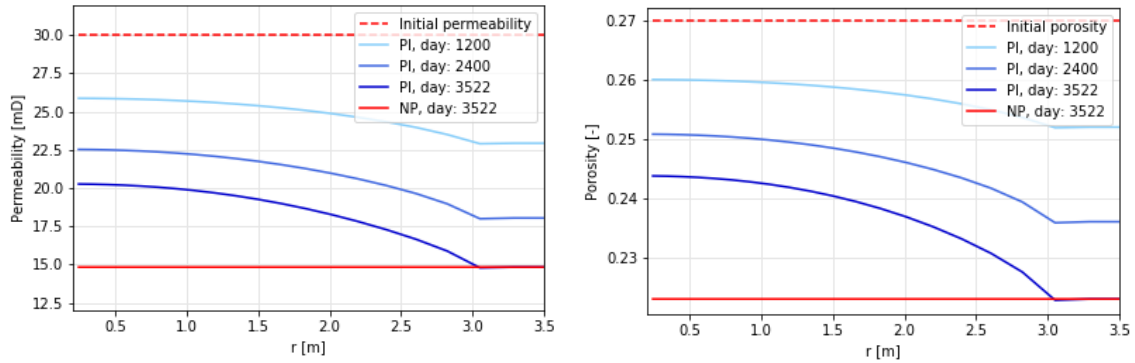 Initial permeability
PI, day: 1200
PI, day: 2400
PI, day: 3522
NP, day: 3522
30.0
27.5
25.0
22.5
20.0
17.5
15.0
12.5
Permeability [mD]
0.5 1.0 1.5 2.0 2.5 3.0 3.5
r [m]
Initial porosity
PI, day: 1200
PI, day: 2400
PI, day: 3522
NP, day: 3522
0.27
0.26
0.25
0.24
0.23
Porosity [-]
0.5 1.0 1.5 2.0 2.5 3.0 3.5
r [m]